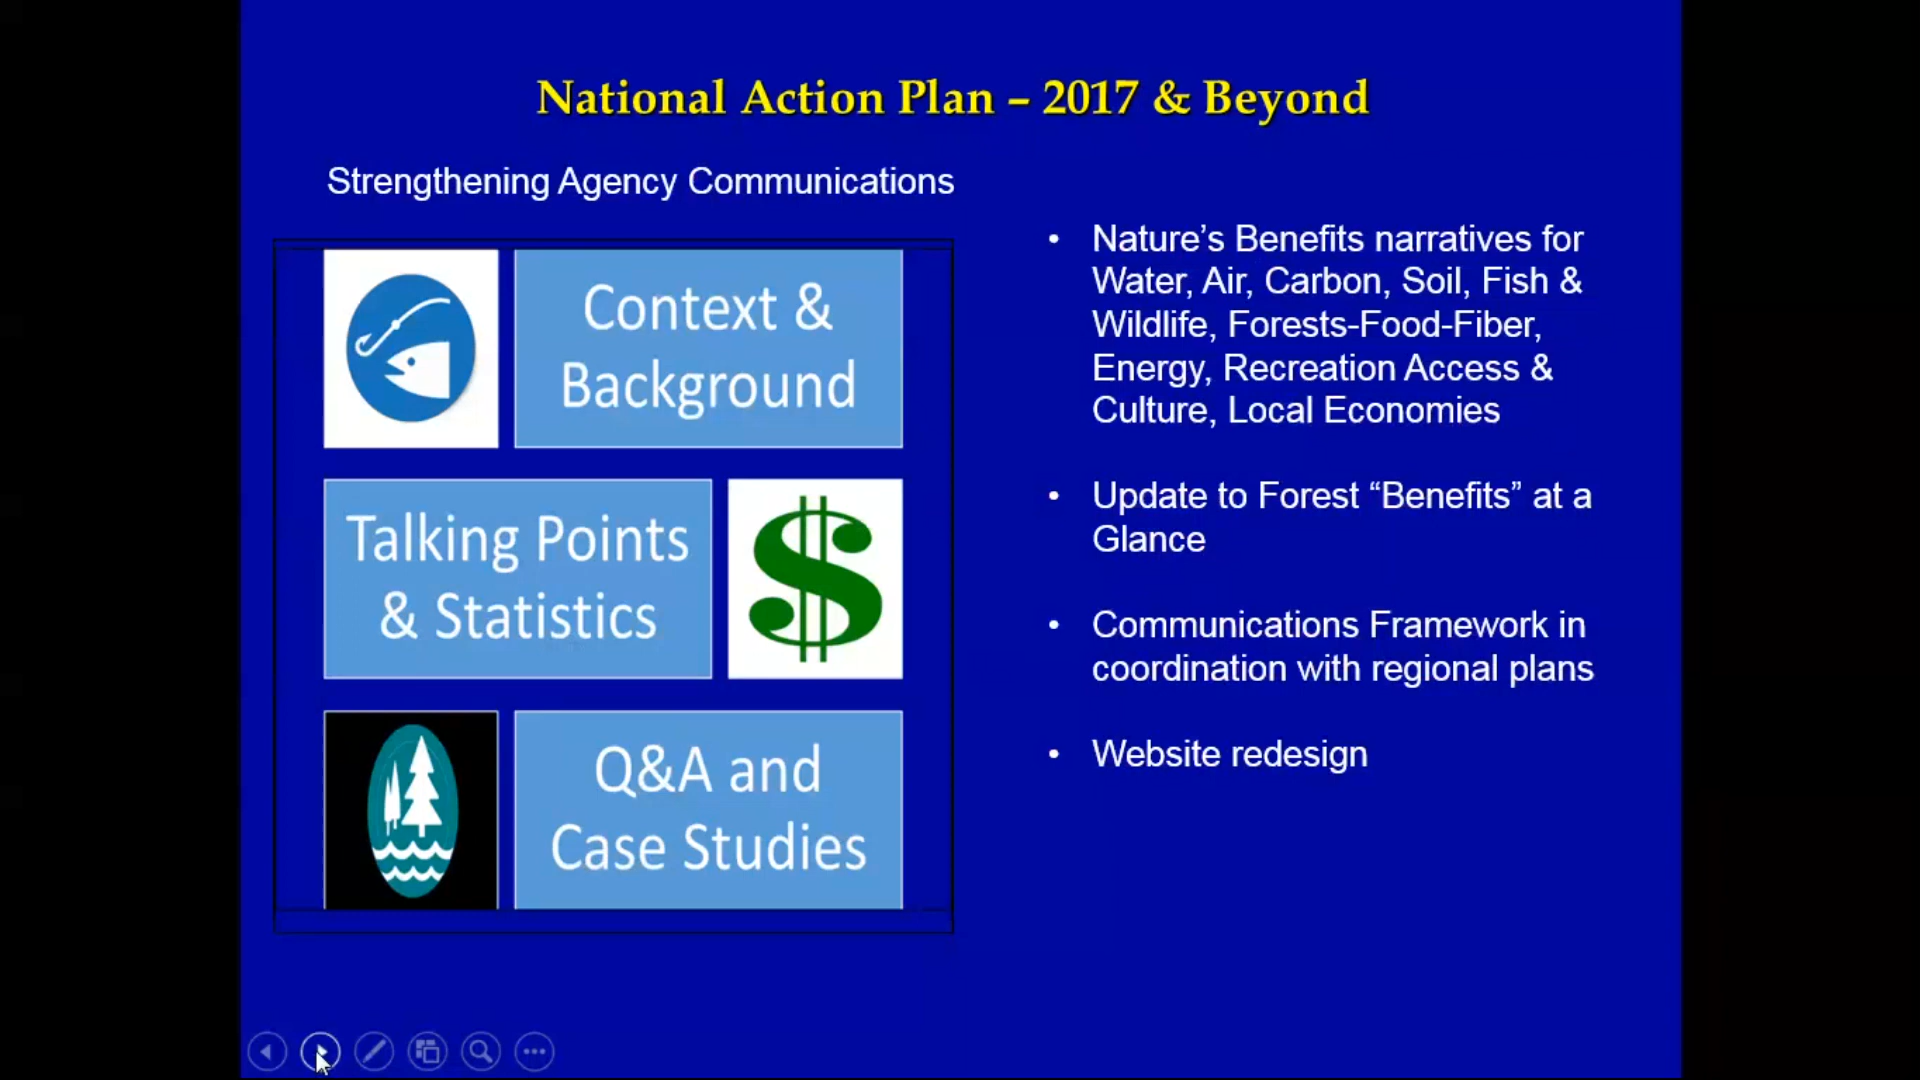 National Action Plan – 2017 & Beyond
Strengthening Agency Communications
Context &
Background
Talking Points
& Statistics
$
Q&A and
Case Studies
• Nature’s Benefits narratives for
Water, Air, Carbon, Soil, Fish &
Wildlife, Forests-Food-Fiber,
Energy, Recreation Access &
Culture, Local Economies
• Update to Forest “Benefits” at a
Glance
• Communications Framework in
coordination with regional plans
• Website redesign